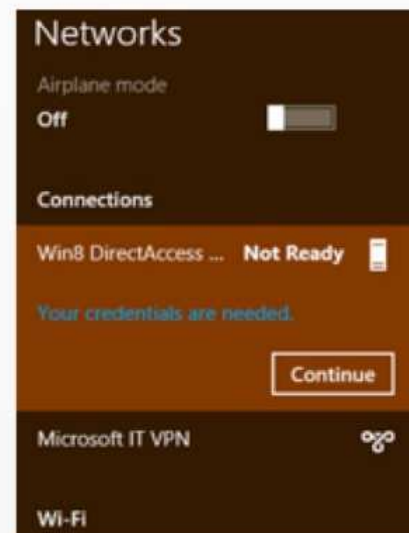 Networks
Airplane mode
Off
Connections
Win8 DirectAccess ... Not Ready
Your credentials are needed.
Continue
Microsoft IT VPN
Wi-Fi